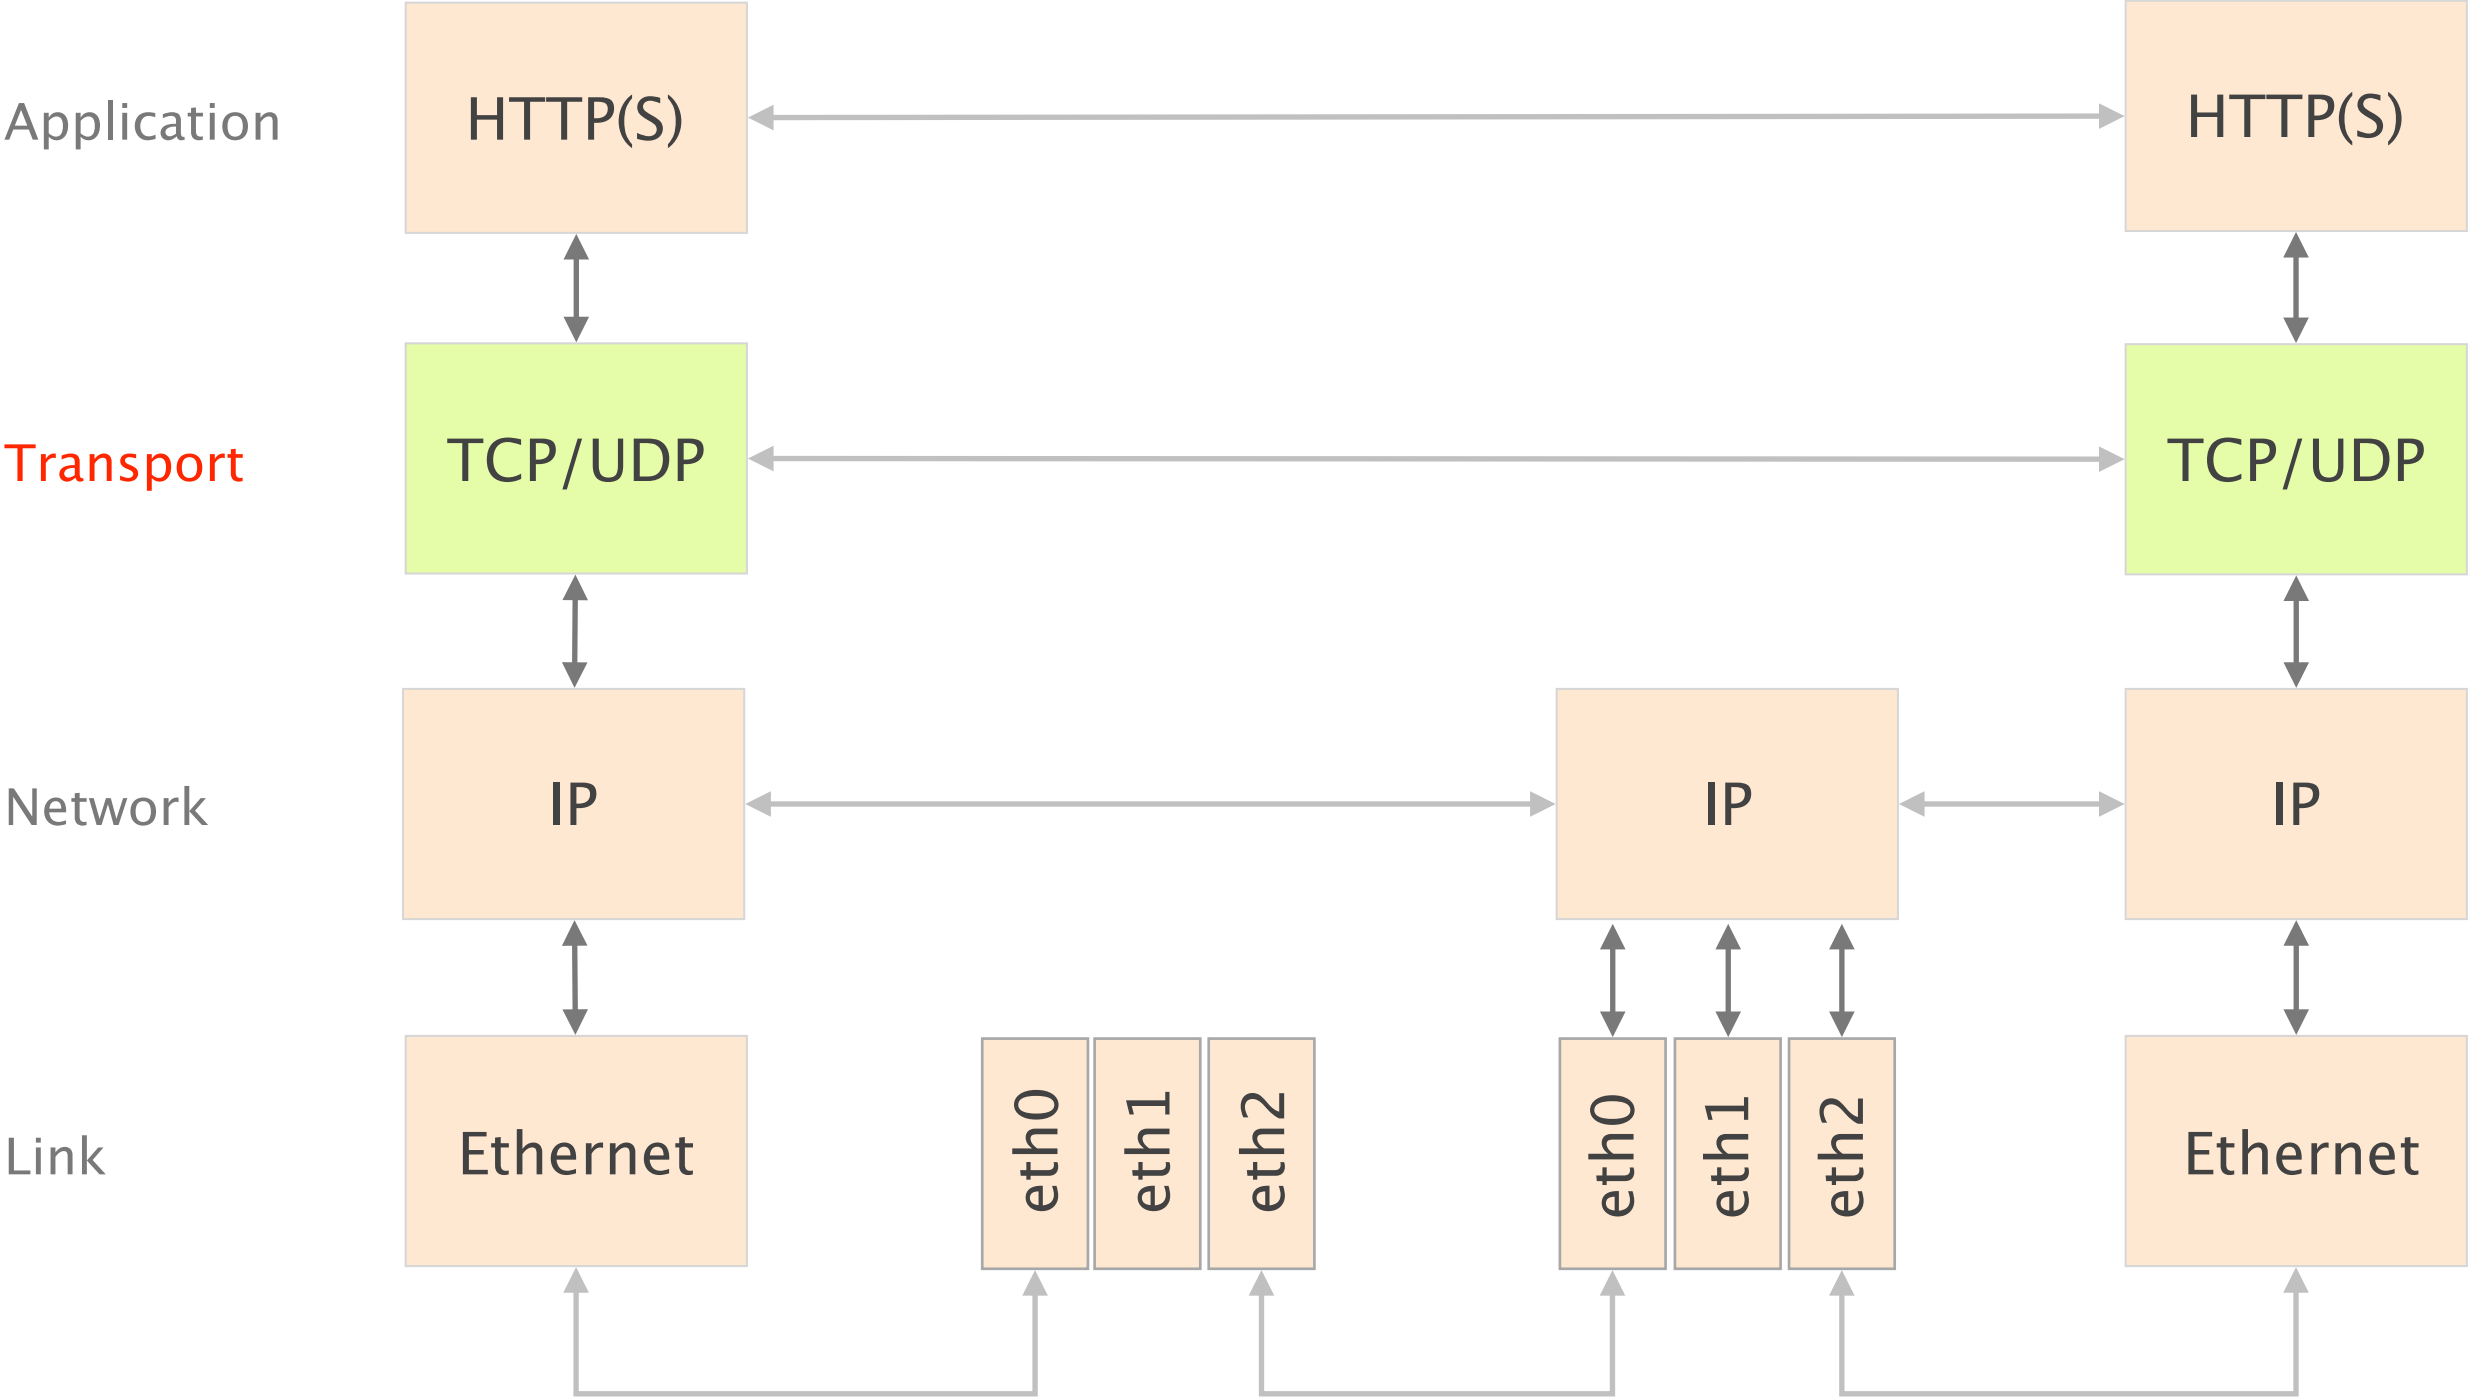 Application
HTTP(S)
HTTP(S)
Transport
TCP/UDP
TCP/UDP
Network
IP
IP
IP
Link
Ethernet
eth0
eth1
eth2
eth0
eth1
eth2
Ethernet